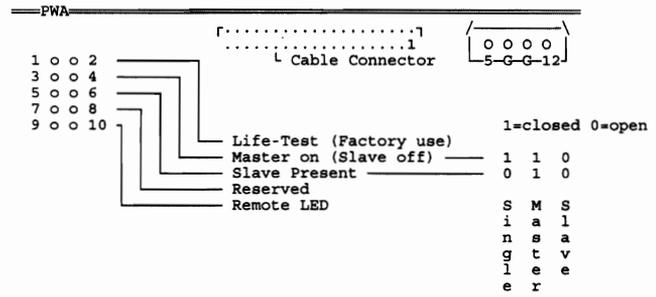 PWA
1
Cable Connector
5-G-G-12
1 o o 2
3 o o 4
5 o o 6
7 o o 8
9 o o 10
Life-Test (Factory use)
1=closed 0=open
Master on (Slave off) 1 1 0
Slave Present 0 1 0
Reserved
Remote LED
S M S
i a l
n s a
g t v
l e e
e r